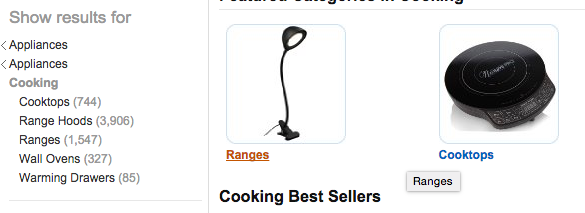 Show results for
Appliances
Appliances
Cooking
Cooktops (744)
Range Hoods (3,906)
Ranges (1,547)
Wall Ovens (327)
Warming Drawers (85)
Featured Categories in Cooking
Ranges
Cooktops
Ranges
Cooking Best Sellers